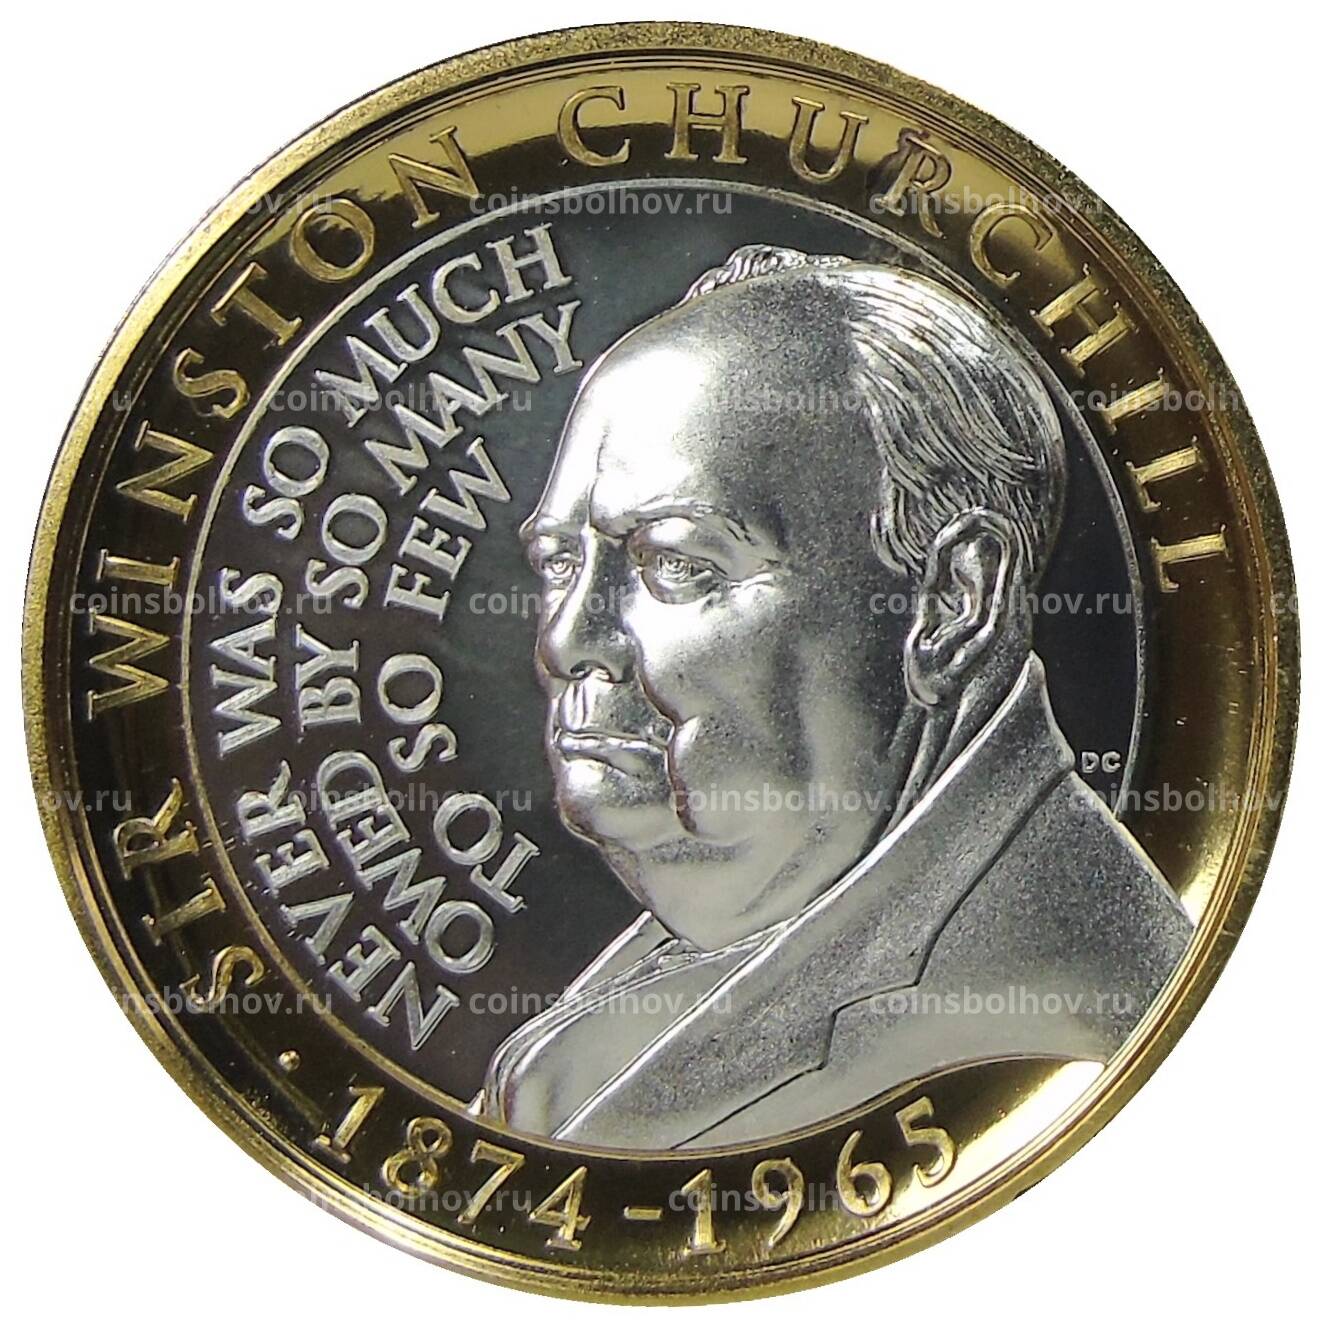 SIR WINSTON CHURCHILL
NEVER WAS SO MUCH
OWED BY SO MANY
TO SO FEW
DC
· 1874-1965
coinsbolhov.ru